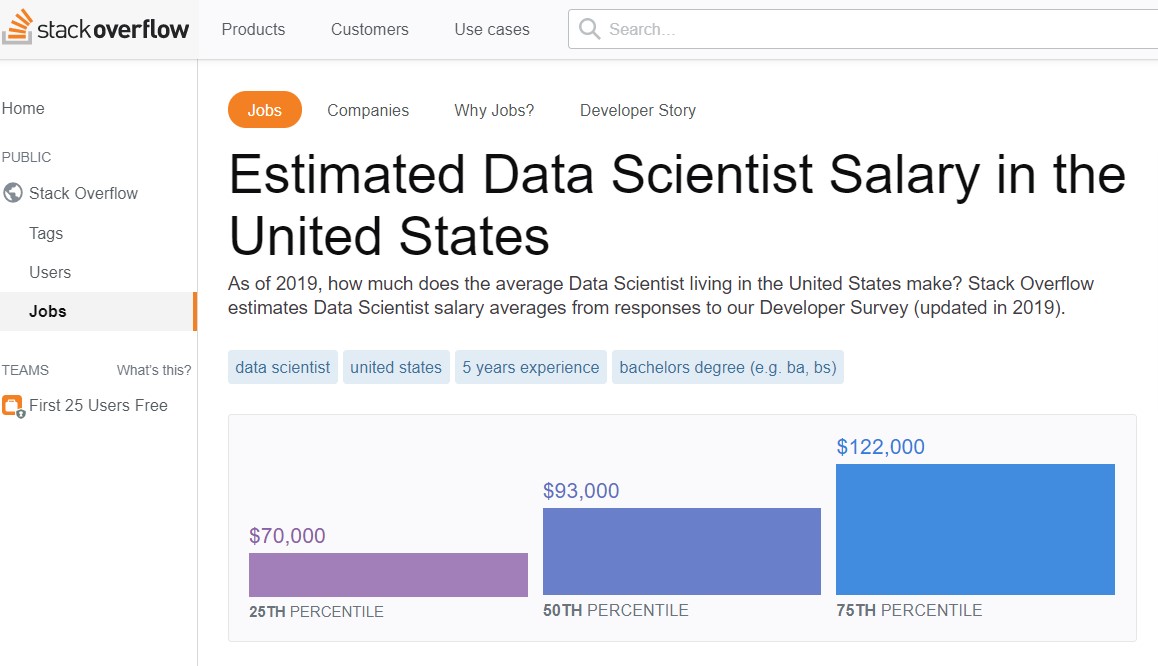 stackoverflow
Products
Customers
Use cases
Search...
Home
PUBLIC
Stack Overflow
Tags
Users
Jobs
TEAMS
What's this?
First 25 Users Free
Jobs
Companies
Why Jobs?
Developer Story
Estimated Data Scientist Salary in the
United States
As of 2019, how much does the average Data Scientist living in the United States make? Stack Overflow
estimates Data Scientist salary averages from responses to our Developer Survey (updated in 2019).
data scientist
united states
5 years experience
bachelors degree (e.g. ba, bs)
$70,000
25TH PERCENTILE
$93,000
50TH PERCENTILE
$122,000
75TH PERCENTILE